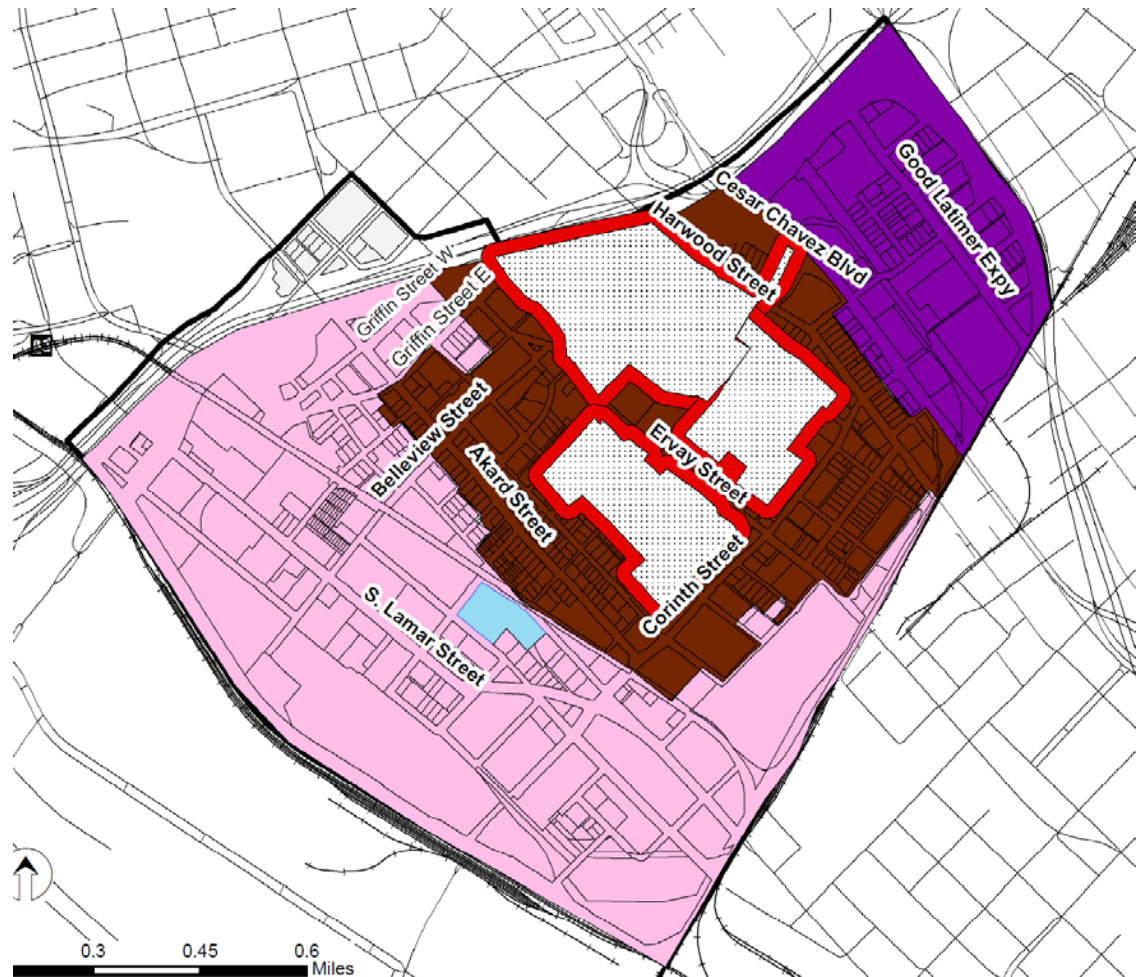 Good Latimer Expy
Cesar Chavez Blvd
Harwood Street
Griffin Street W.
Griffin Street E.
Belleview Street
Akard Street
Ervay Street
Corinth Street
S. Lamar Street
0.3 0.45 0.6
Miles